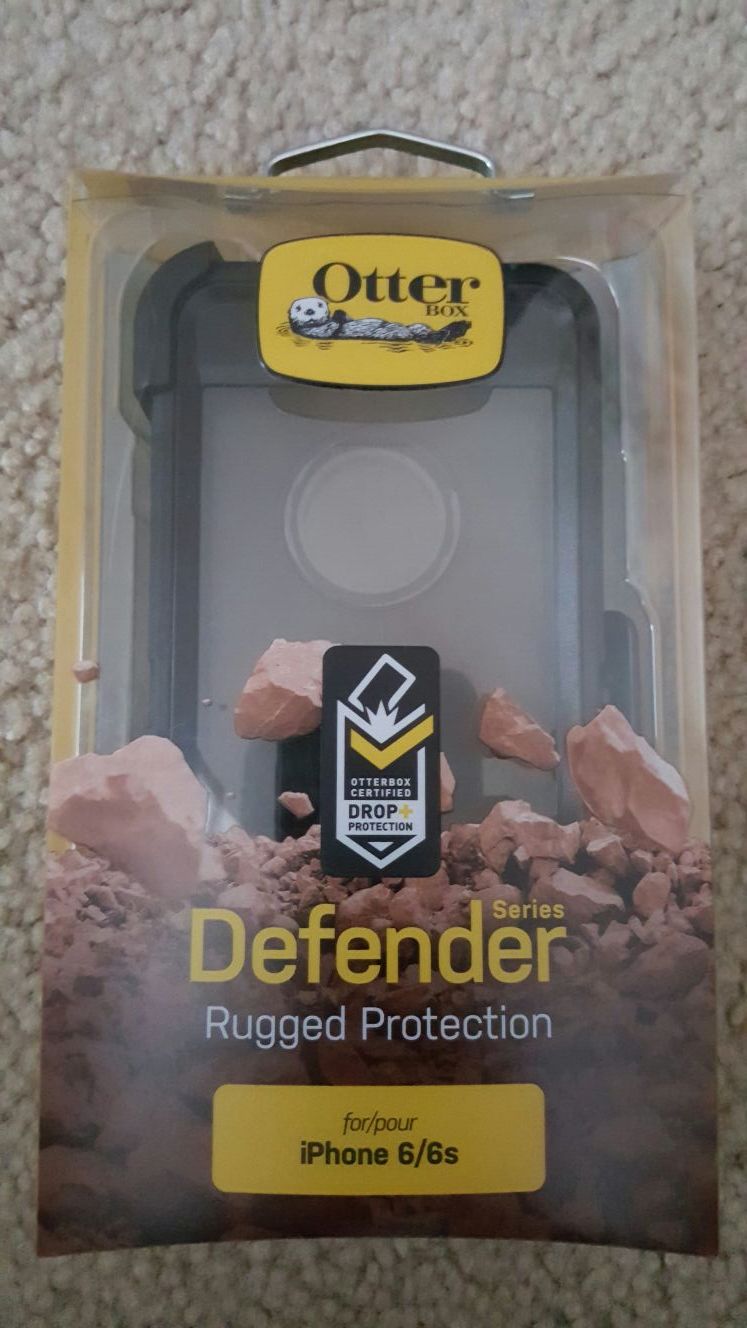 Otter
BOX
OTTERBOX
CERTIFIED
DROP+
PROTECTION
Series
Defender
Rugged Protection
for/pour
iPhone 6/6s